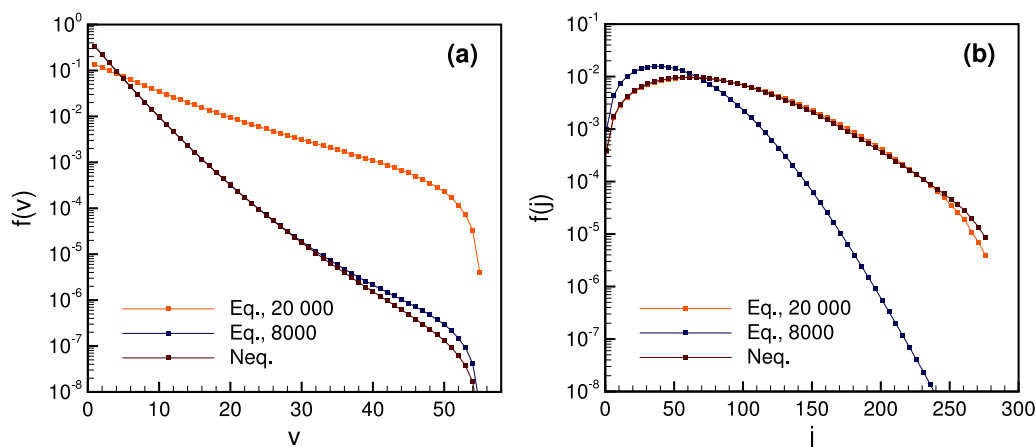 (a)
f(v)
10^0
10^-1
10^-2
10^-3
10^-4
10^-5
10^-6
10^-7
10^-8
Eq., 20 000
Eq., 8000
Neq.
0 10 20 30 40 50
v
(b)
f(j)
10^-1
10^-2
10^-3
10^-4
10^-5
10^-6
10^-7
10^-8
Eq., 20 000
Eq., 8000
Neq.
0 50 100 150 200 250 300
j